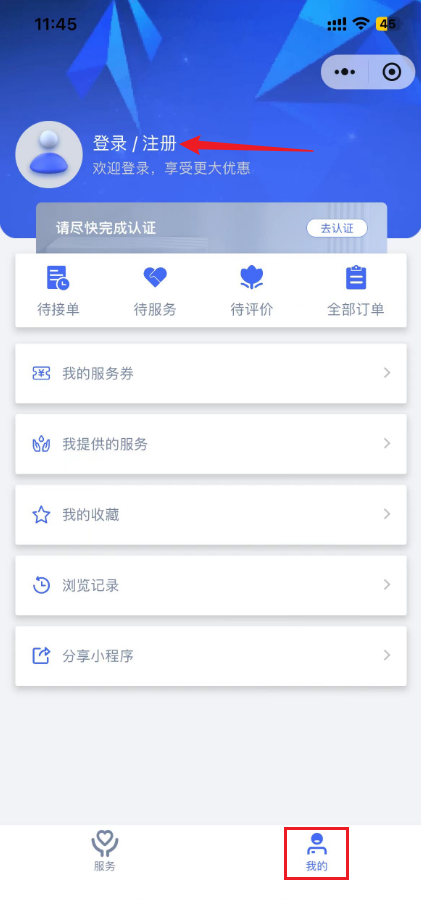 11:45
45
登录 / 注册
欢迎登录，享受更大优惠
请尽快完成认证
去认证
待接单 待服务 待评价 全部订单
我的服务券
我提供的服务
我的收藏
浏览记录
分享小程序
服务 我的